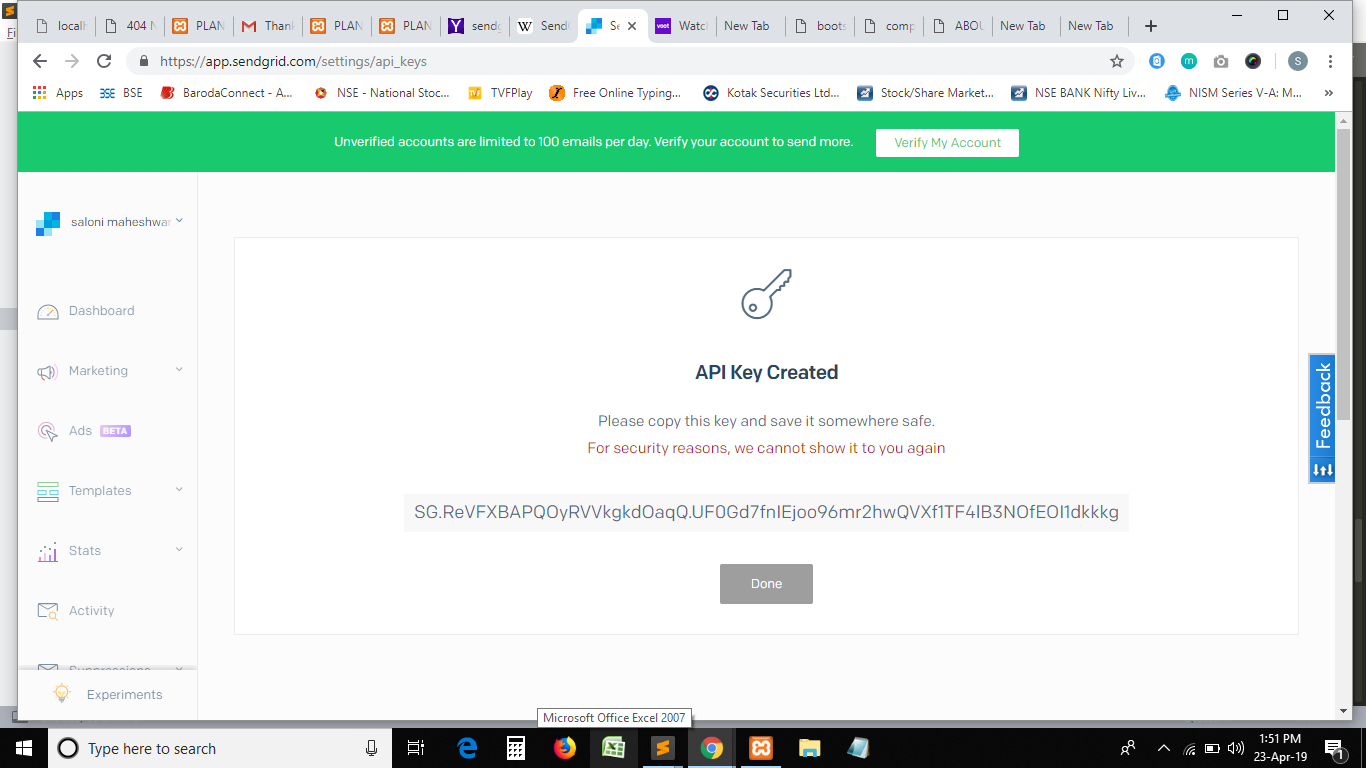 localh
404 N
PLAN
Thank
PLAN
PLAN
sendg
Send
Se
voot
Watch
New Tab
boots
comp
ABOU
New Tab
New Tab
https://app.sendgrid.com/settings/api_keys
S
Apps
BSE
BarodaConnect - A...
NSE - National Stoc...
TVFPlay
Free Online Typing...
Kotak Securities Ltd...
Stock/Share Market...
NSE BANK Nifty Liv...
NISM Series V-A: M...
»
Unverified accounts are limited to 100 emails per day. Verify your account to send more.
Verify My Account
saloni maheshwar
Dashboard
Marketing
Ads BETA
Templates
Stats
Activity
Suppressions
Experiments
API Key Created
Please copy this key and save it somewhere safe.
For security reasons, we cannot show it to you again
Done
Feedback
Microsoft Office Excel 2007
Type here to search
1:51 PM
23-Apr-19
1